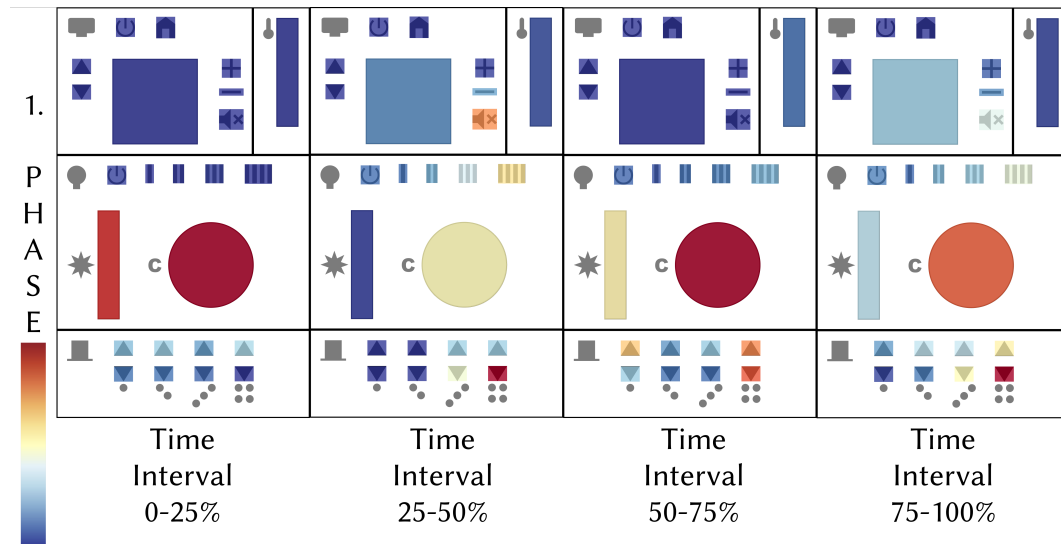 1.
P
H
A
S
E
C
C
C
C
Time
Interval
0-25%
Time
Interval
25-50%
Time
Interval
50-75%
Time
Interval
75-100%